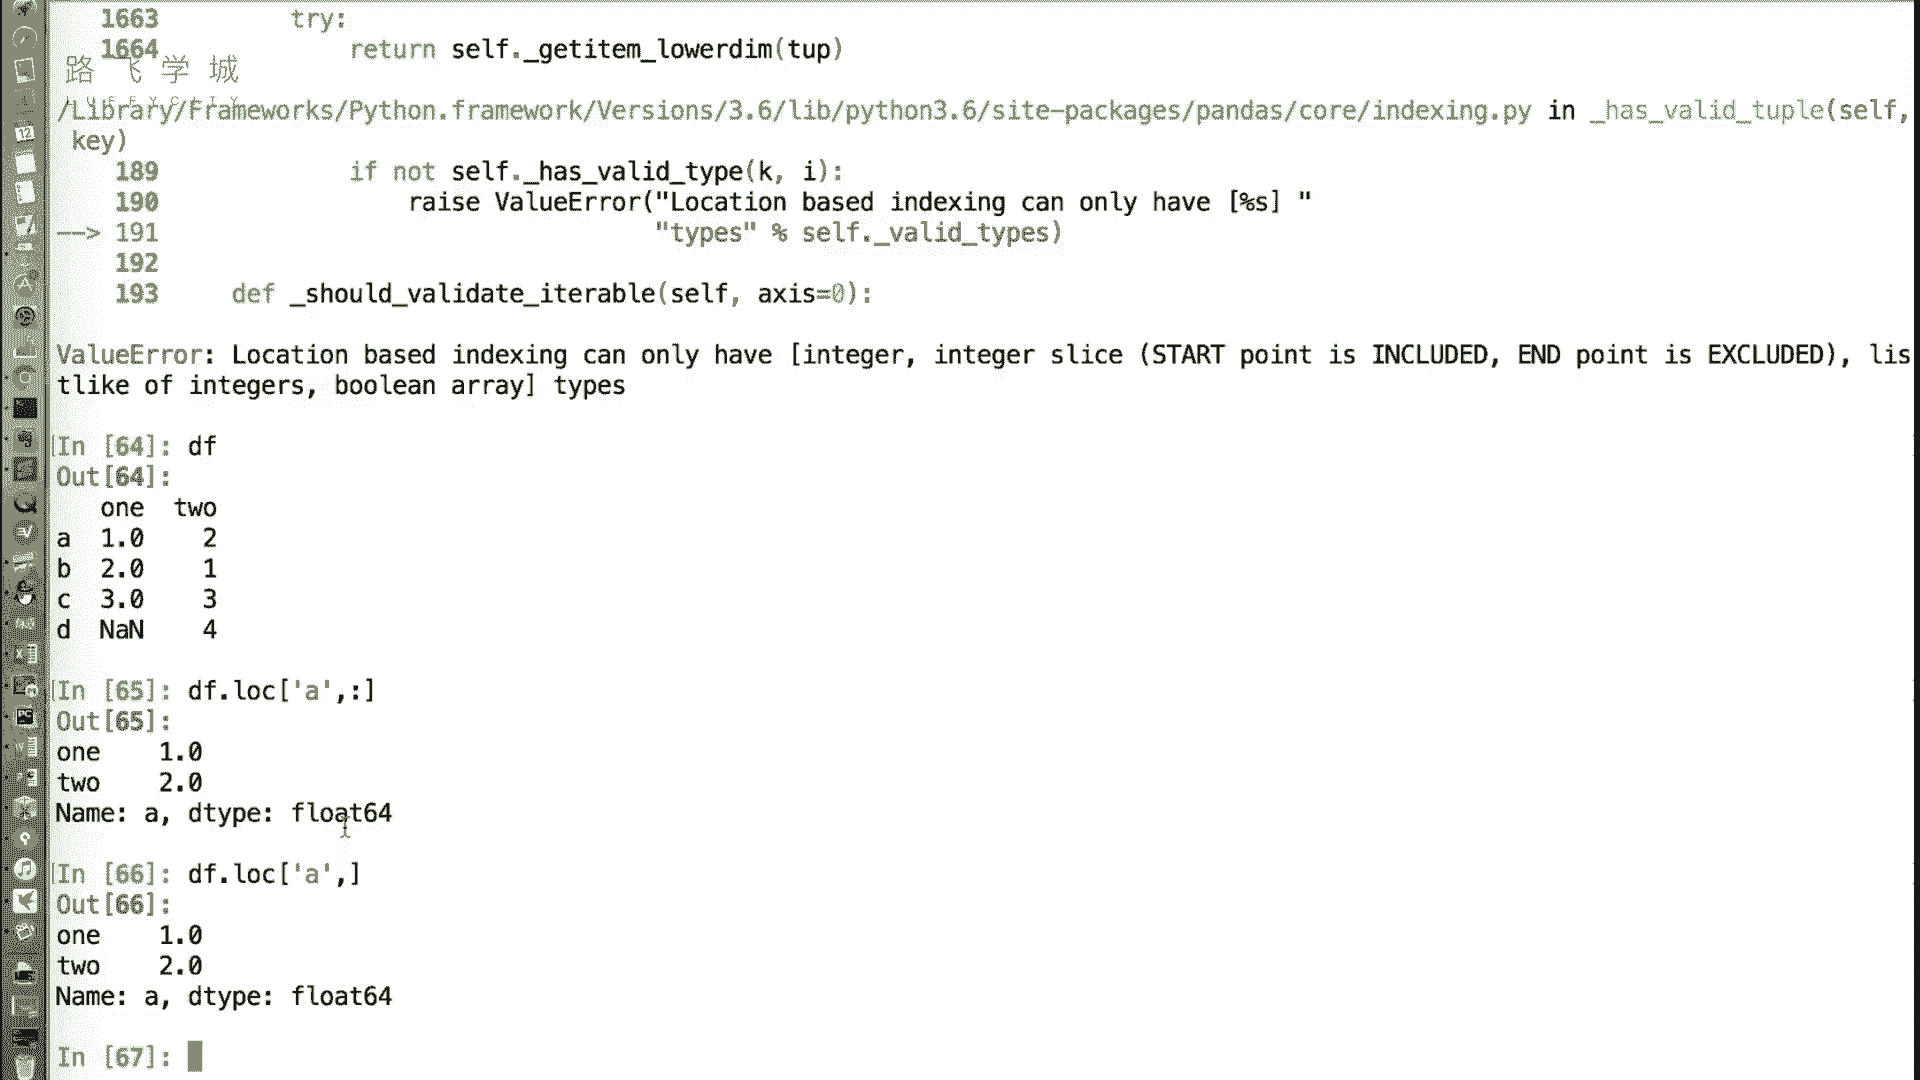 1663         try:
1664             return self._getitem_lowerdim(tup)
路飞学城
LUFFYCITY
/Library/Frameworks/Python.framework/Versions/3.6/lib/python3.6/site-packages/pandas/core/indexing.py in _has_valid_tuple(self,
key)
189             if not self._has_valid_type(k, i):
190                 raise ValueError("Location based indexing can only have [%s] "
--> 191                                  "types" % self._valid_types)
192
193     def _should_validate_iterable(self, axis=0):
ValueError: Location based indexing can only have [integer, integer slice (START point is INCLUDED, END point is EXCLUDED), lis
tlike of integers, boolean array] types
In [64]: df
Out[64]:
   one  two
a  1.0    2
b  2.0    1
c  3.0    3
d  NaN    4
In [65]: df.loc['a',:]
Out[65]:
one    1.0
two    2.0
Name: a, dtype: float64
In [66]: df.loc['a',]
Out[66]:
one    1.0
two    2.0
Name: a, dtype: float64
In [67]: